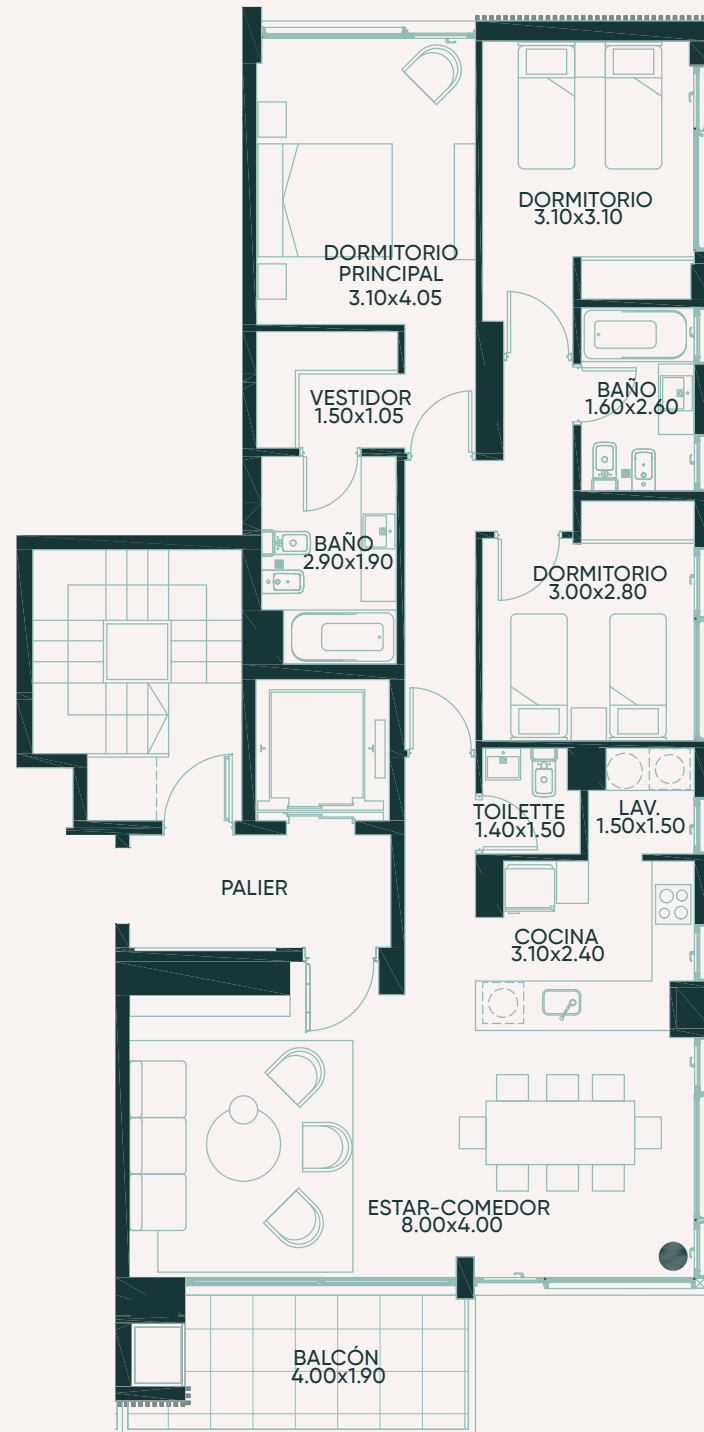 DORMITORIO
3.10x3.10
DORMITORIO
PRINCIPAL
3.10x4.05
VESTIDOR
1.50x1.05
BAÑO
1.60x2.60
BAÑO
2.90x1.90
DORMITORIO
3.00x2.80
TOILETTE
1.40x1.50
LAV.
1.50x1.50
PALIER
COCINA
3.10x2.40
ESTAR-COMEDOR
8.00x4.00
BALCÓN
4.00x1.90